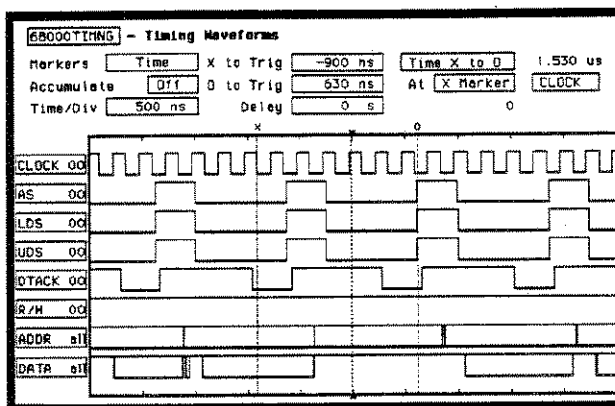 68000TIMNG - Timing Waveforms
Markers Time X to Trig -900 ns Time X to O 1.530 us
Accumulate Off O to Trig 630 ns At X Marker CLOCK
Time/Div 500 ns Delay 0 s 0
X O
CLOCK 00
AS 00
LDS 00
UDS 00
DTACK 00
R/W 00
ADDR all
DATA all